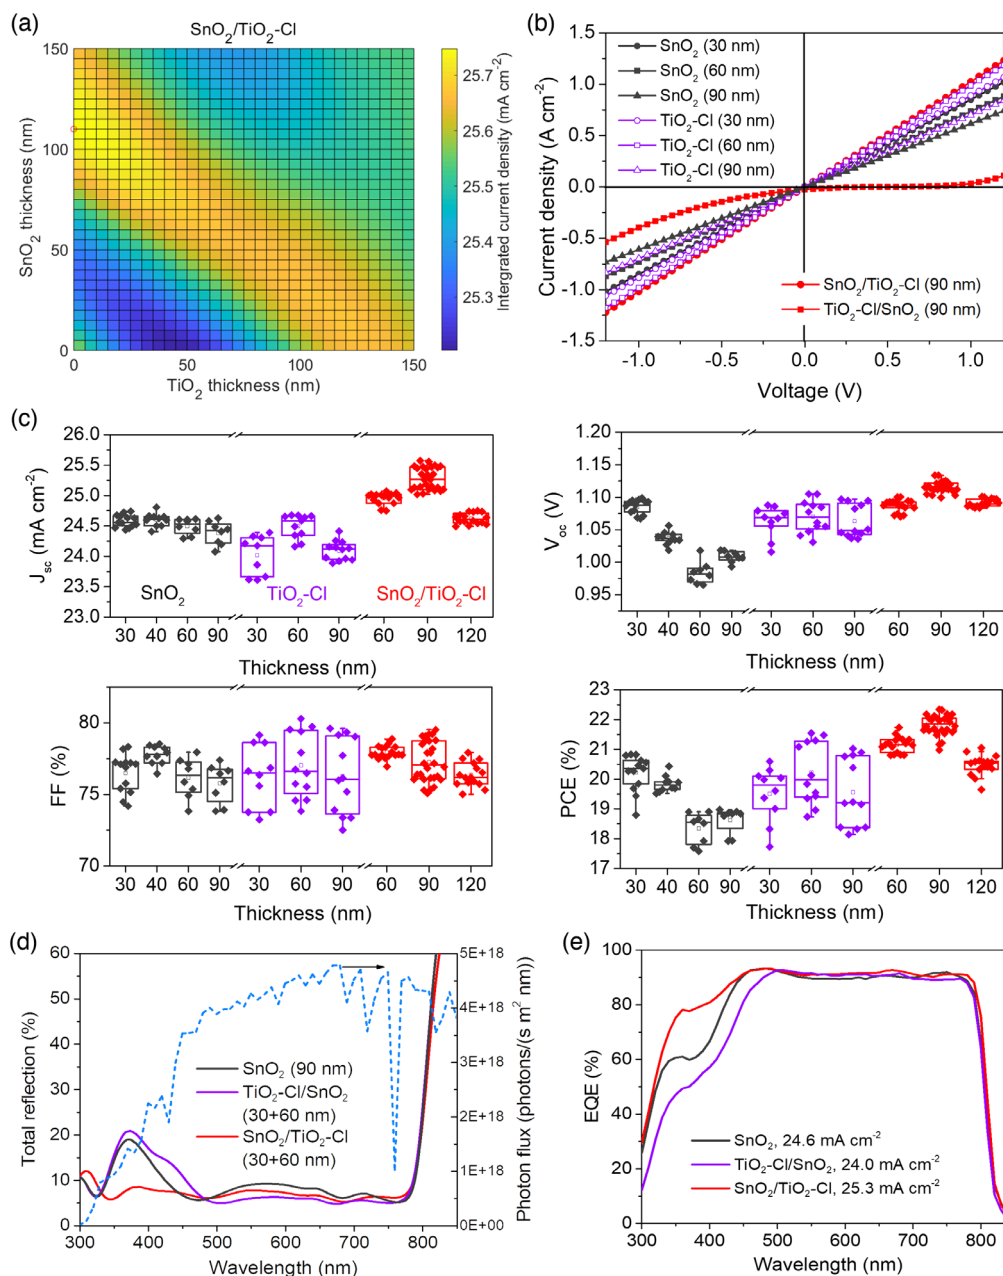 (a)
SnO2/TiO2-Cl
150
100
50
0
SnO2 thickness (nm)
0
50
100
150
TiO2 thickness (nm)
25.7
25.6
25.5
25.4
25.3
Intergrated current density (mA cm-2)
(b)
1.5
1.0
0.5
0.0
-0.5
-1.0
-1.5
Current density (A cm-2)
SnO2 (30 nm)
SnO2 (60 nm)
SnO2 (90 nm)
TiO2-Cl (30 nm)
TiO2-Cl (60 nm)
TiO2-Cl (90 nm)
SnO2/TiO2-Cl (90 nm)
TiO2-Cl/SnO2 (90 nm)
-1.0 -0.5 0.0 0.5 1.0
Voltage (V)
(c)
26.0
25.5
25.0
24.5
24.0
23.5
23.0
Jsc (mA cm-2)
SnO2 TiO2-Cl SnO2/TiO2-Cl
30 40 60 90 30 60 90 60 90 120
Thickness (nm)
1.20
1.15
1.10
1.05
1.00
0.95
Voc (V)
30 40 60 90 30 60 90 60 90 120
Thickness (nm)
80
75
70
FF (%)
30 40 60 90 30 60 90 60 90 120
Thickness (nm)
23
22
21
20
19
18
17
PCE (%)
30 40 60 90 30 60 90 60 90 120
Thickness (nm)
(d)
60
50
40
30
20
10
0
Total reflection (%)
5E+18
4E+18
3E+18
2E+18
1E+18
0E+00
Photon flux (photons/(s m2 nm))
SnO2 (90 nm)
TiO2-Cl/SnO2
(30+60 nm)
SnO2/TiO2-Cl
(30+60 nm)
300 400 500 600 700 800
Wavelength (nm)
(e)
100
80
60
40
20
0
EQE (%)
SnO2, 24.6 mA cm-2
TiO2-Cl/SnO2, 24.0 mA cm-2
SnO2/TiO2-Cl, 25.3 mA cm-2
300 400 500 600 700 800
Wavelength (nm)